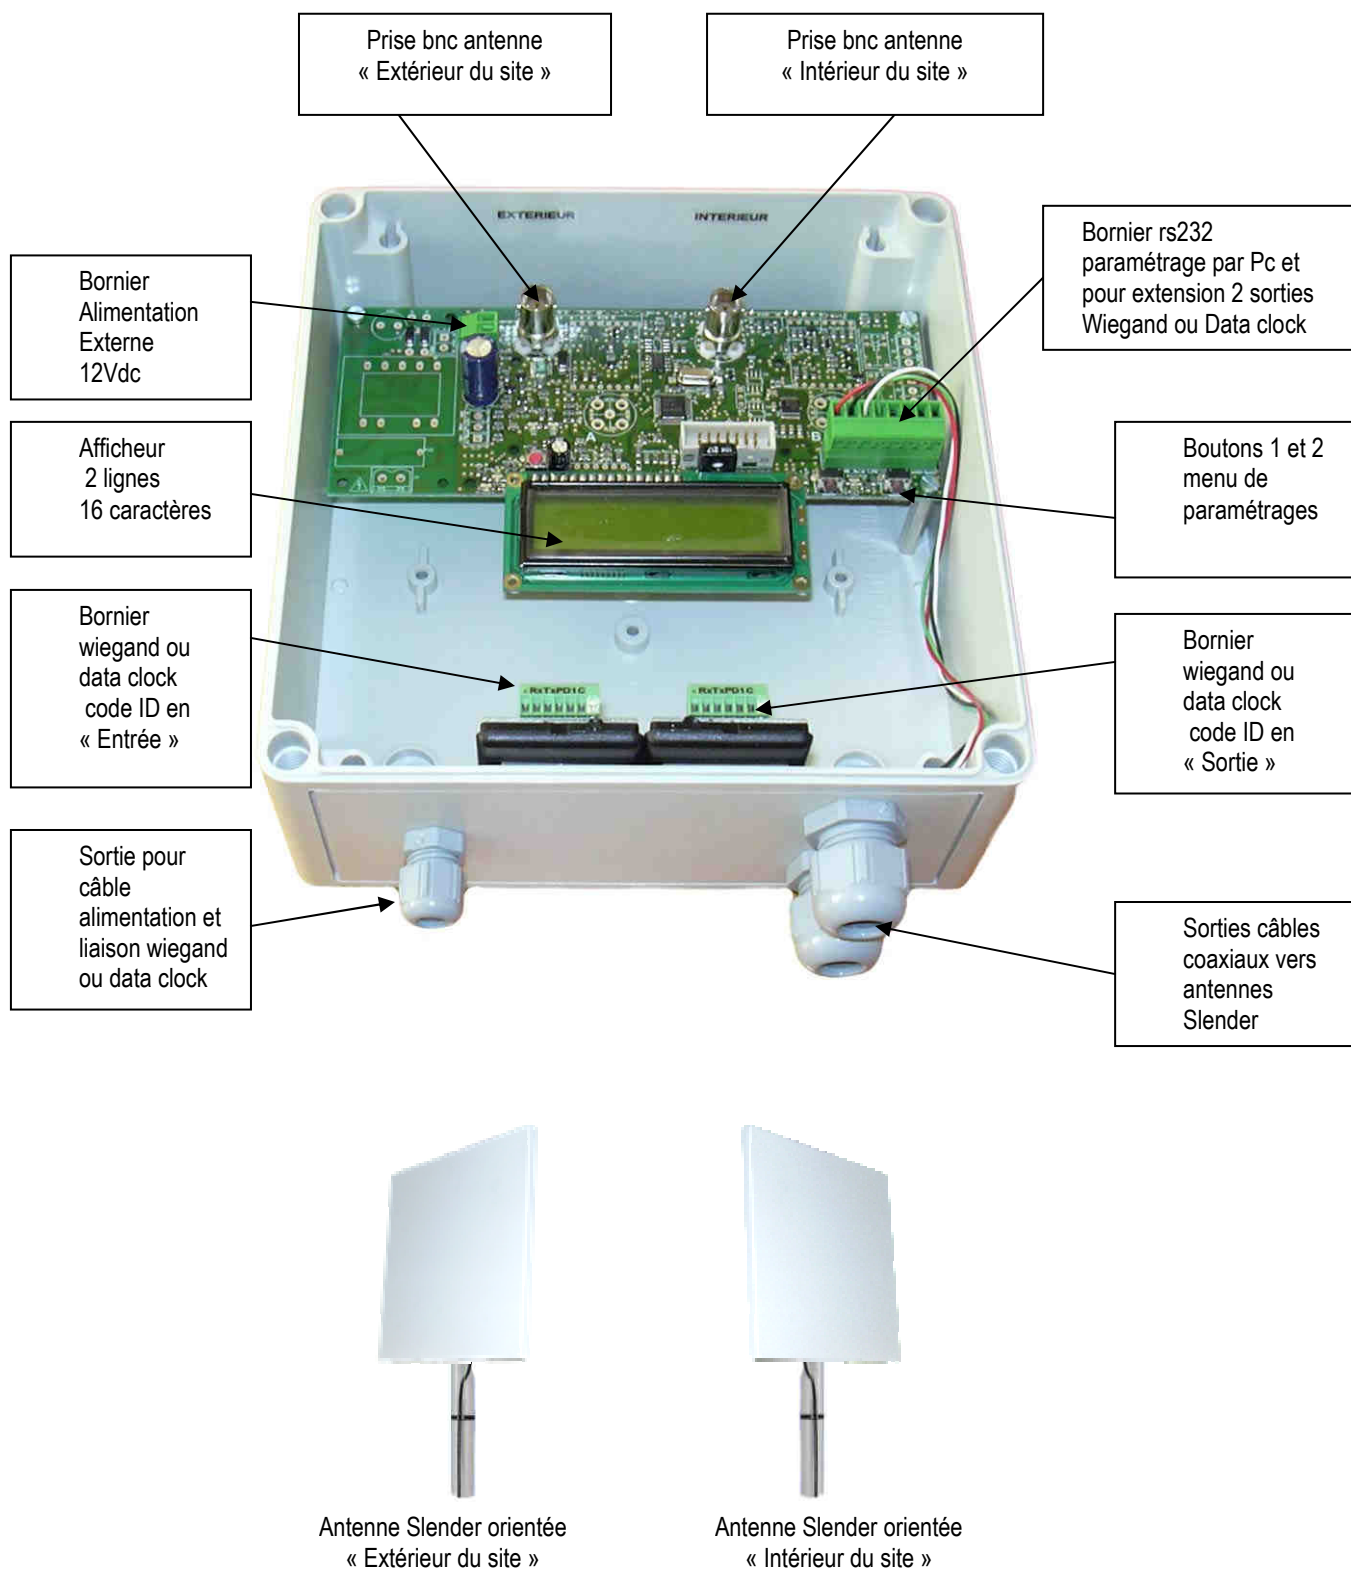 Prise bnc antenne
« Extérieur du site »
Prise bnc antenne
« Intérieur du site »
EXTERIEUR
INTERIEUR
Bornier rs232
paramétrage par Pc et
pour extension 2 sorties
Wiegand ou Data clock
Bornier
Alimentation
Externe
12Vdc
Afficheur
2 lignes
16 caractères
A
B
Boutons 1 et 2
menu de
paramétrages
Bornier
wiegand ou
data clock
code ID en
« Entrée »
- RxTxPD1C
- RxTxPD1C
Bornier
wiegand ou
data clock
code ID en
« Sortie »
Sortie pour
câble
alimentation et
liaison wiegand
ou data clock
Sorties câbles
coaxiaux vers
antennes
Slender
Antenne Slender orientée
« Extérieur du site »
Antenne Slender orientée
« Intérieur du site »